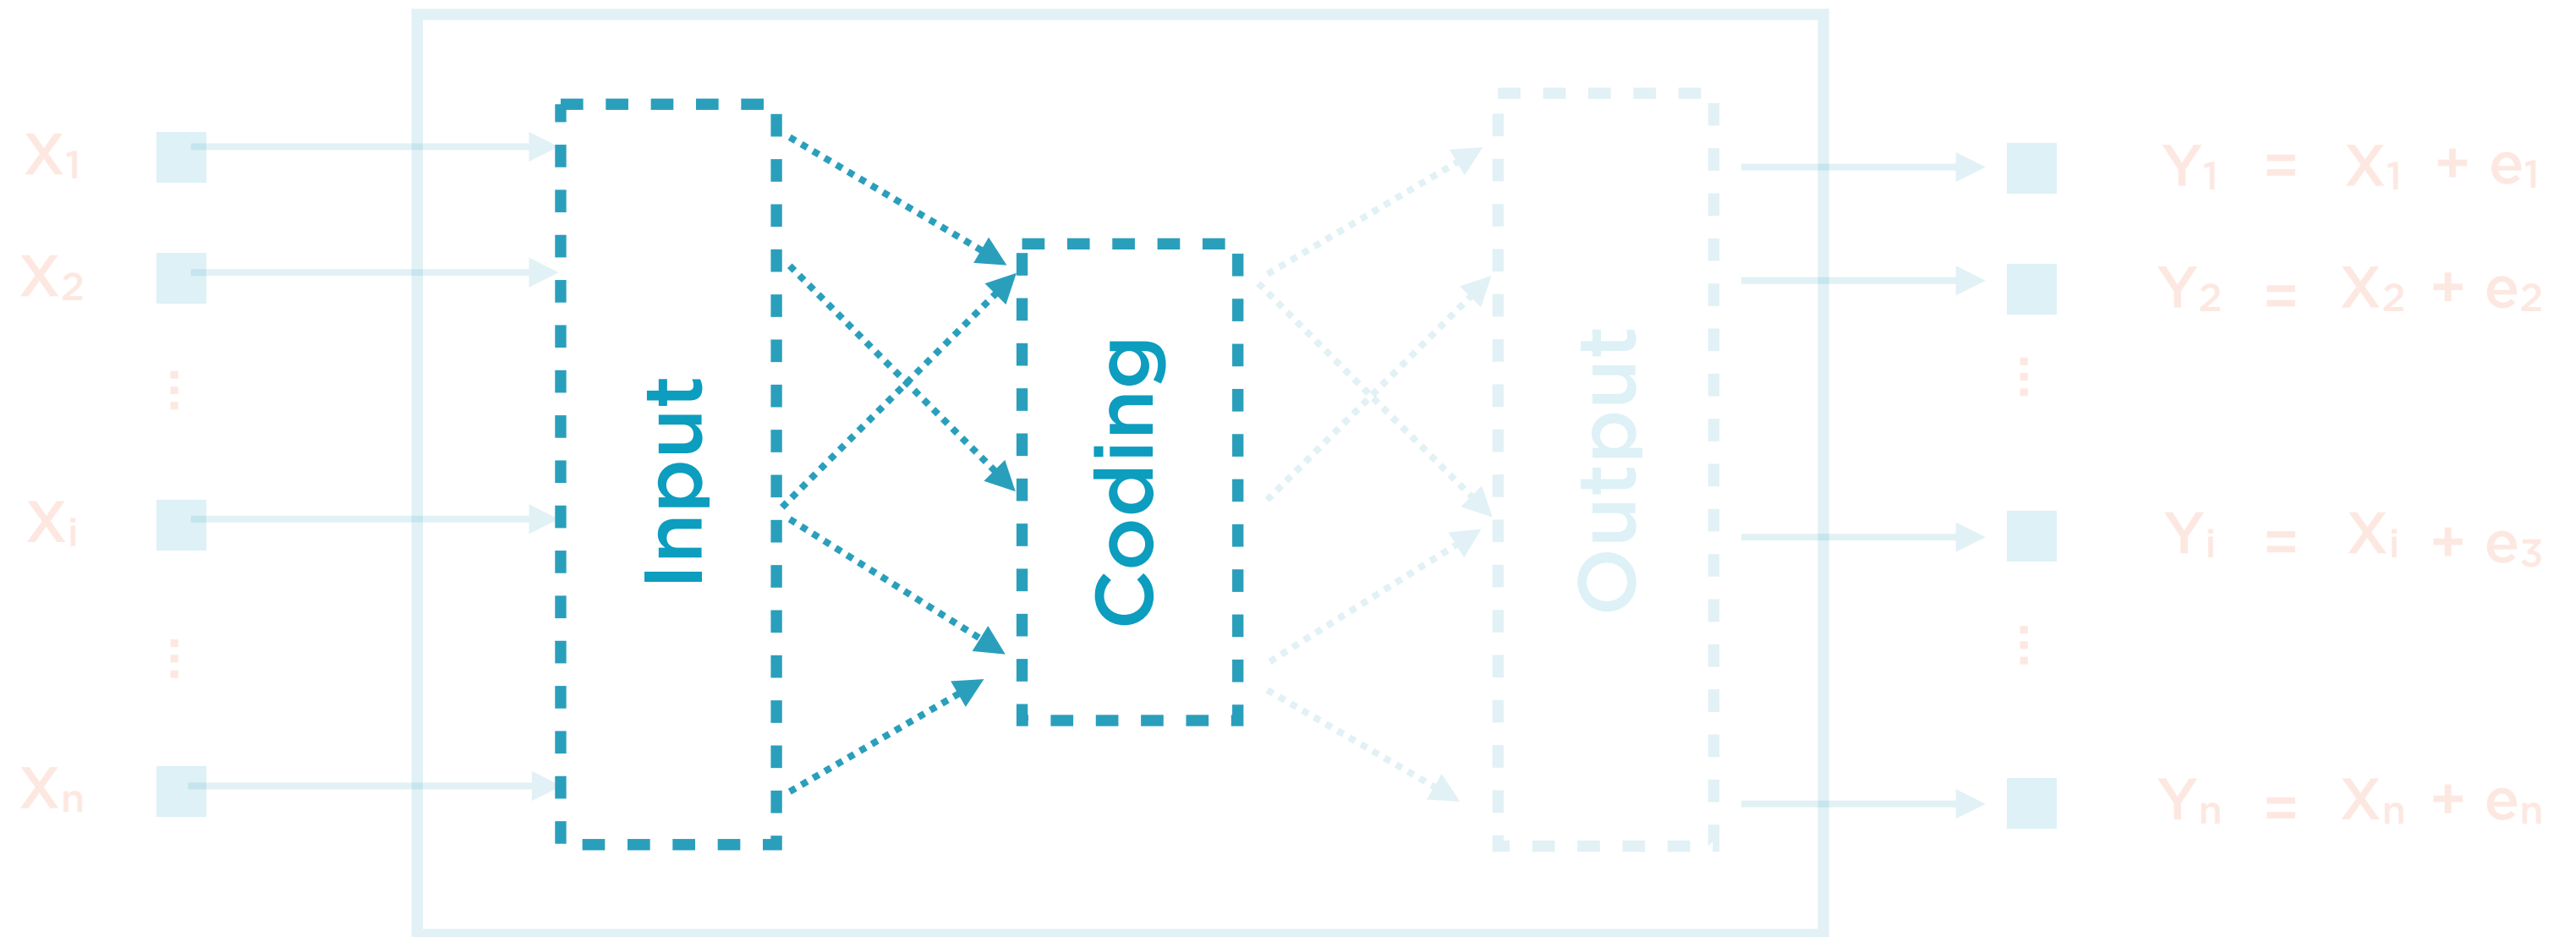 X1
X2
⋮
Xi
⋮
Xn
Input
Coding
Output
Y1 = X1 + e1
Y2 = X2 + e2
⋮
Yi = Xi + e3
⋮
Yn = Xn + en